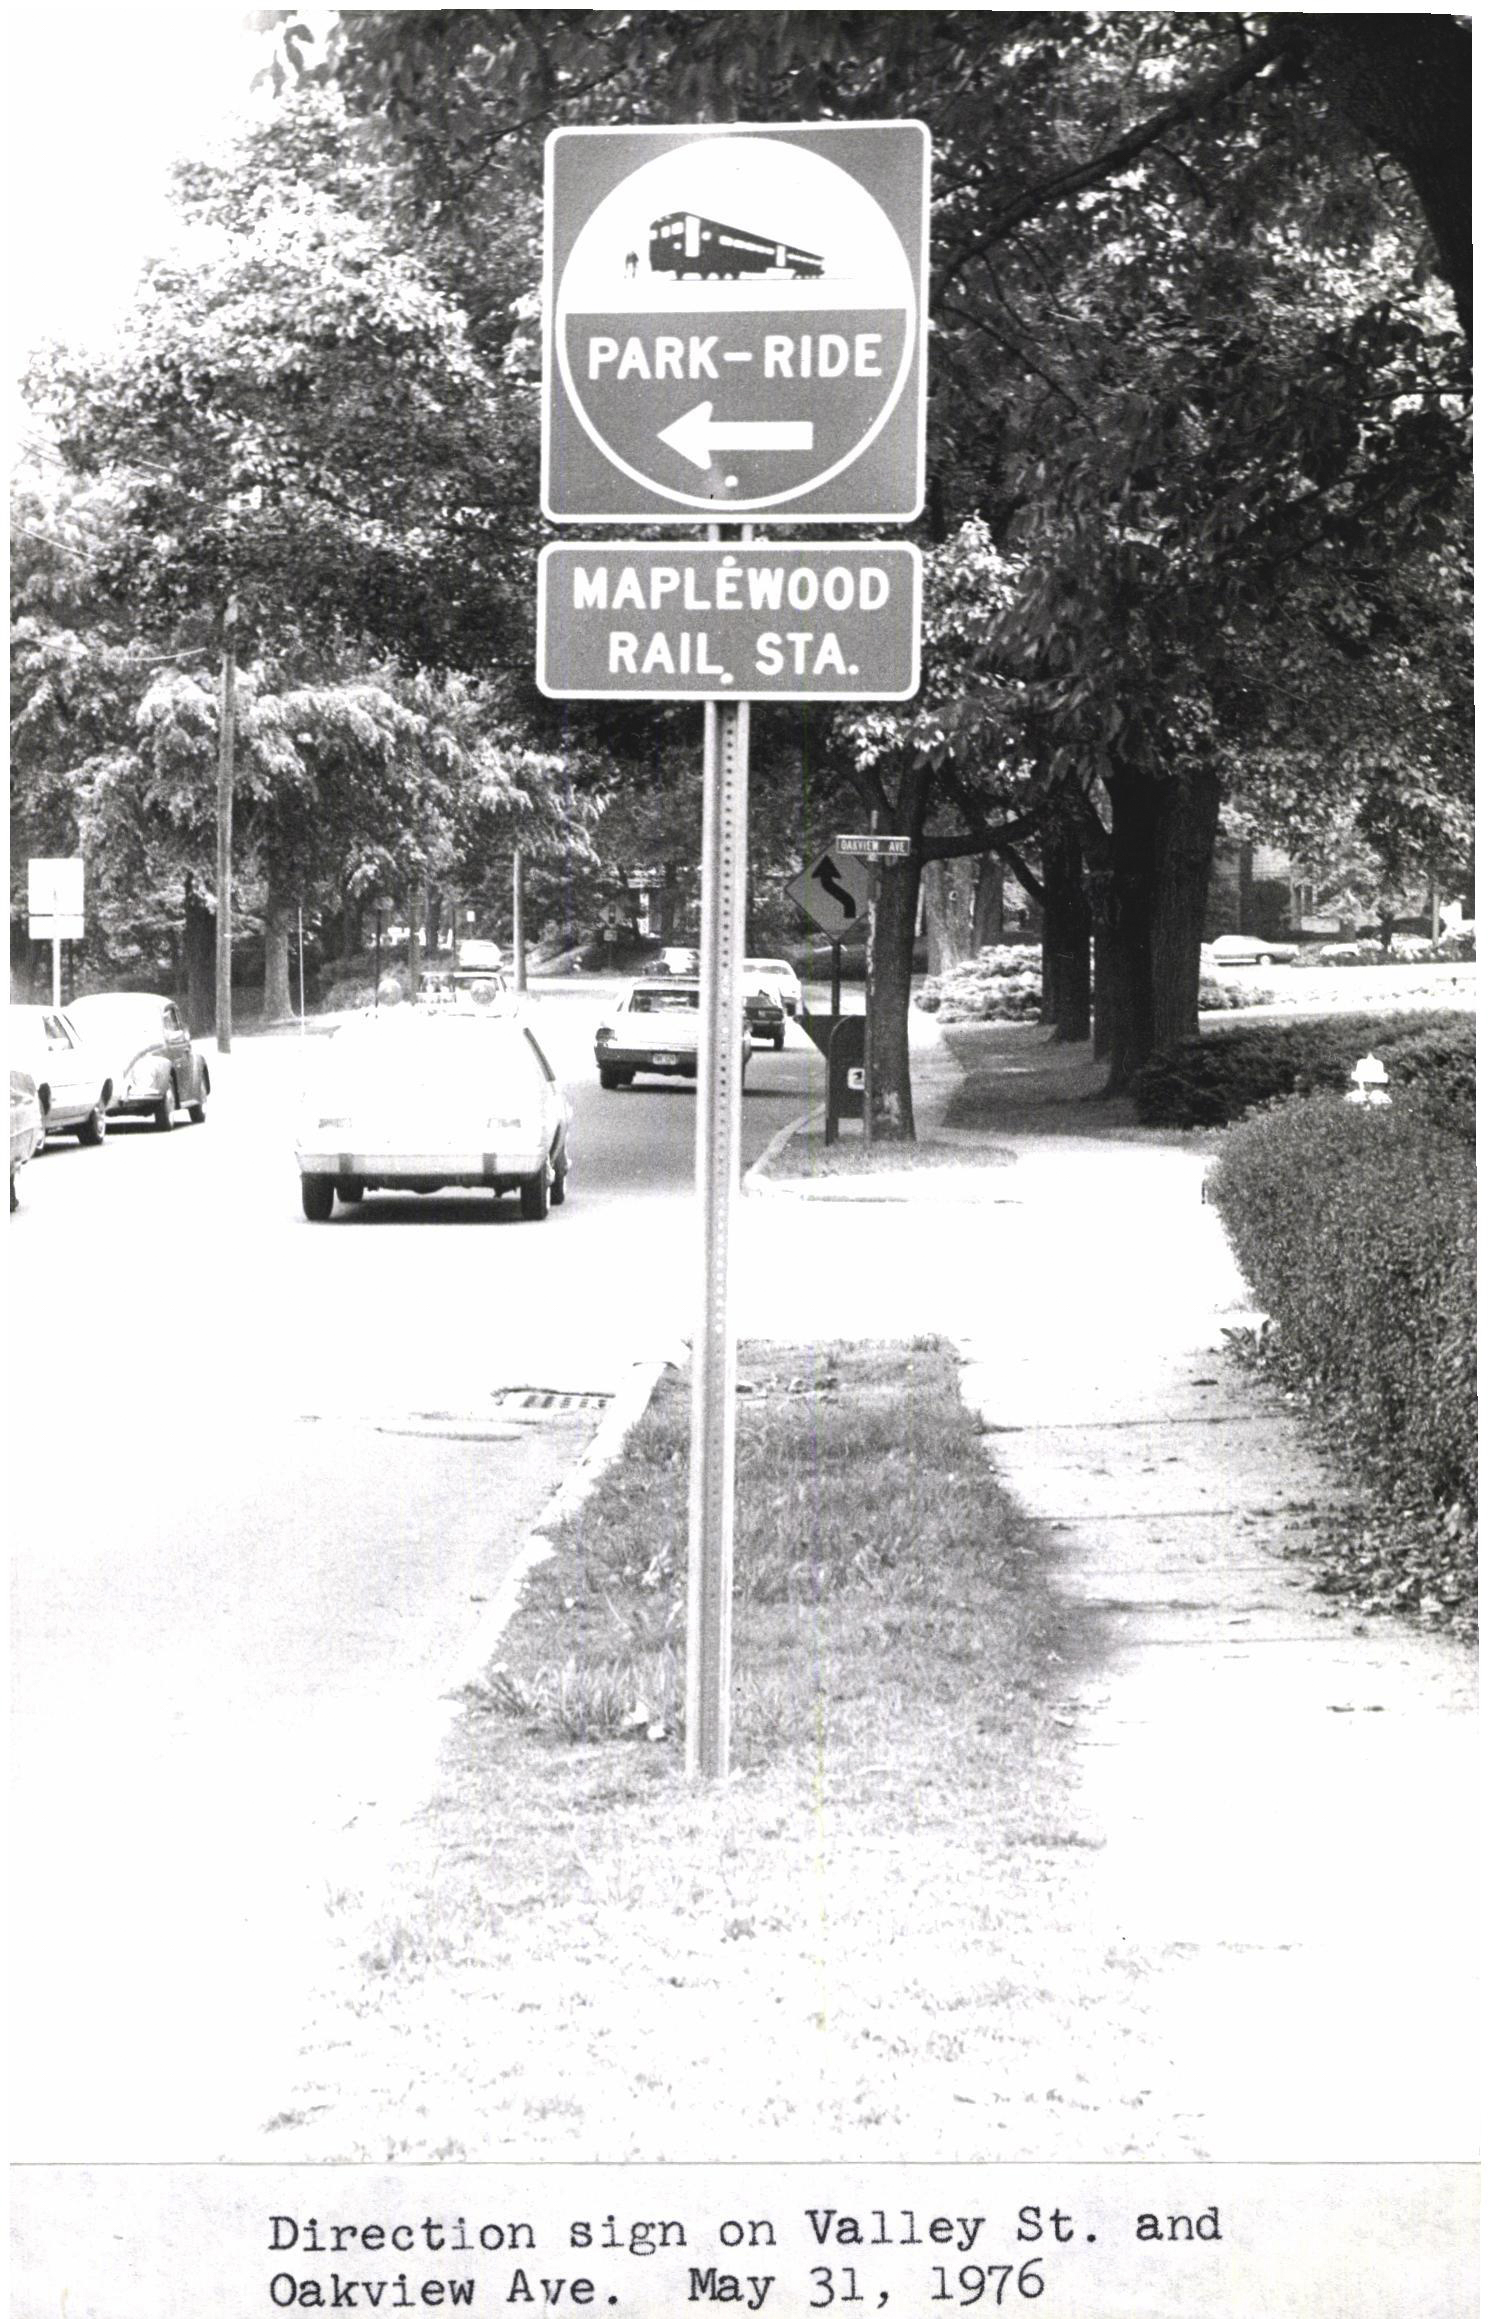 PARK-RIDE
MAPLEWOOD
RAIL STA.
OAKVIEW AVE
Direction sign on Valley St. and
Oakview Ave. May 31, 1976